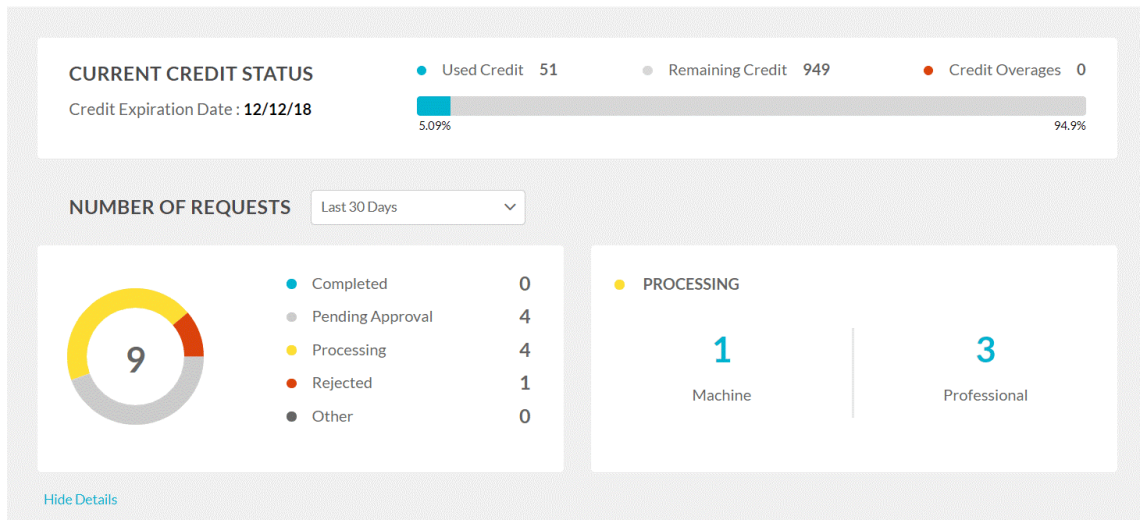 CURRENT CREDIT STATUS
Credit Expiration Date : 12/12/18
Used Credit 51
Remaining Credit 949
Credit Overages 0
5.09%
94.9%
NUMBER OF REQUESTS
Last 30 Days
9
Completed 0
Pending Approval 4
Processing 4
Rejected 1
Other 0
PROCESSING
1
Machine
3
Professional
Hide Details